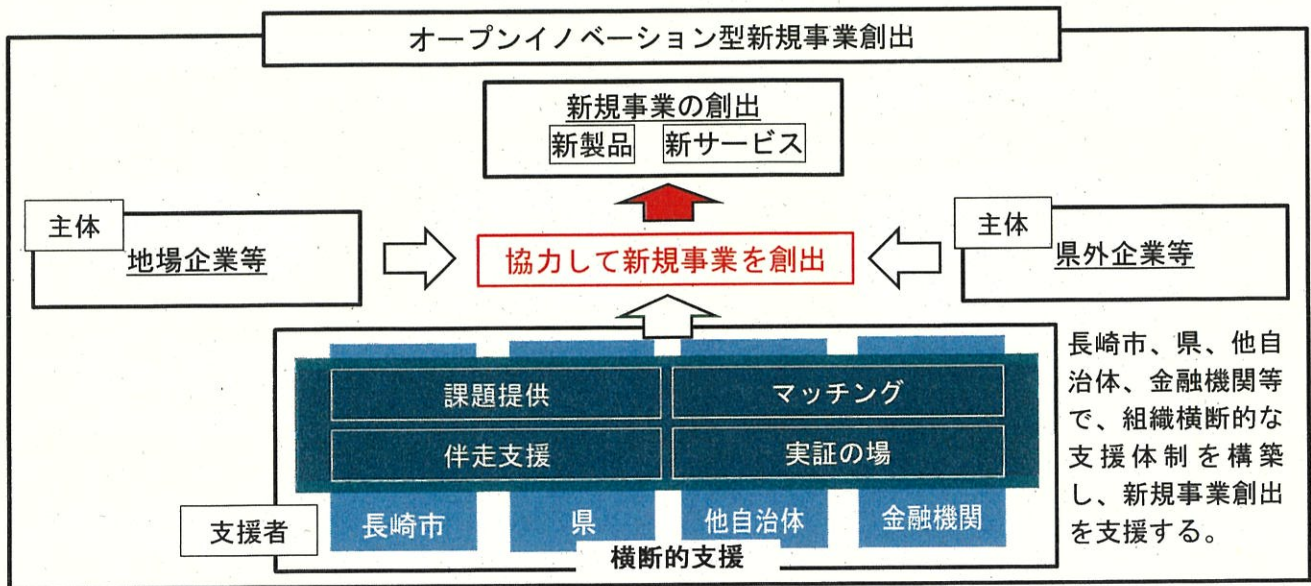 オープンイノベーション型新規事業創出
新規事業の創出
新製品 新サービス
主体
地場企業等
協力して新規事業を創出
主体
県外企業等
課題提供
マッチング
伴走支援
実証の場
支援者
長崎市
県
他自治体
金融機関
横断的支援
長崎市、県、他自
治体、金融機関等
で、組織横断的な
支援体制を構築
し、新規事業創出
を支援する。